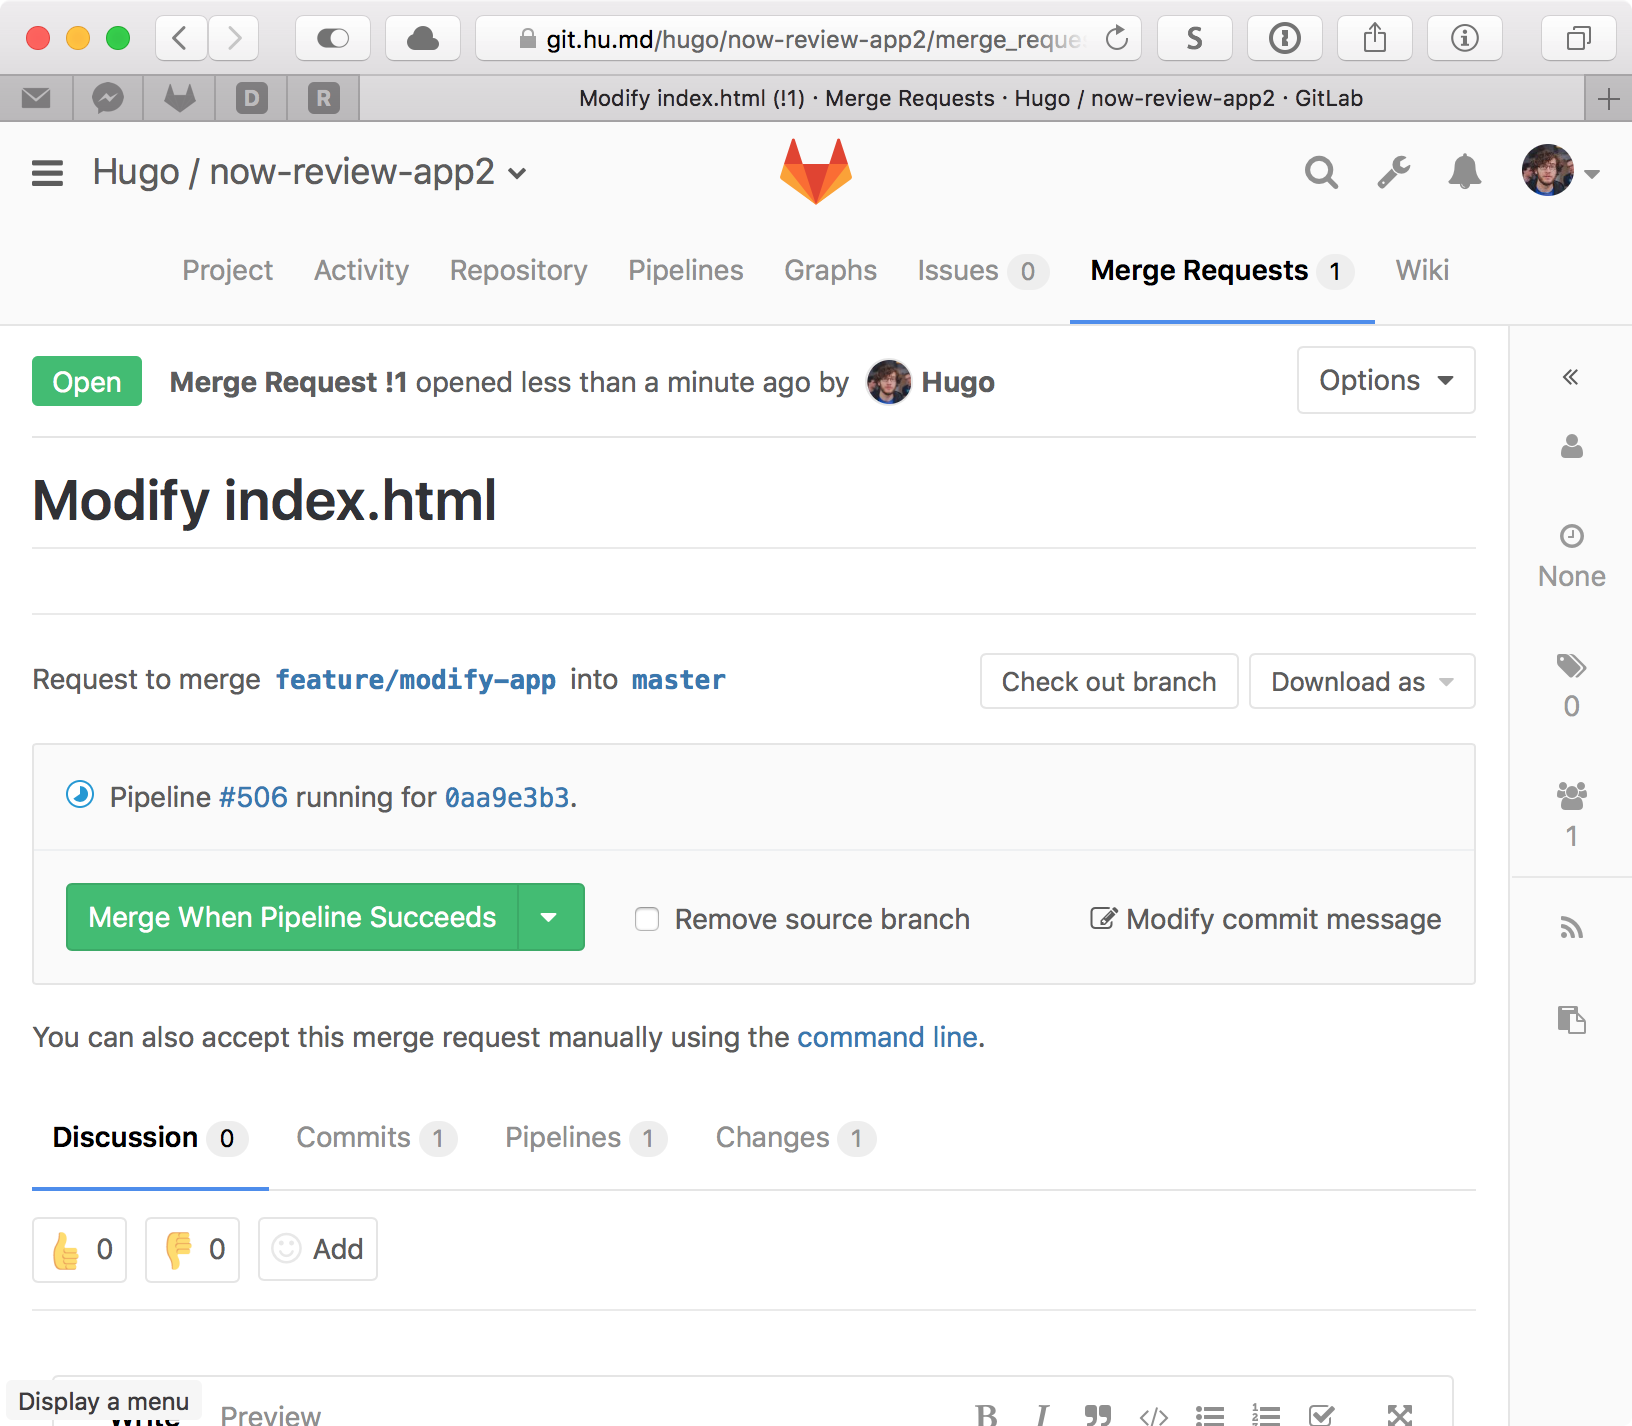 git.hu.md/hugo/now-review-app2/merge_reque
S
D
R
Modify index.html (!1) · Merge Requests · Hugo / now-review-app2 · GitLab
Hugo / now-review-app2
Project Activity Repository Pipelines Graphs Issues 0 Merge Requests 1 Wiki
Open Merge Request !1 opened less than a minute ago by Hugo
Options
Modify index.html
None
Request to merge feature/modify-app into master
Check out branch Download as
0
Pipeline #506 running for 0aa9e3b3.
1
Merge When Pipeline Succeeds Remove source branch Modify commit message
You can also accept this merge request manually using the command line.
Discussion 0 Commits 1 Pipelines 1 Changes 1
0 0 Add
Display a menu
Write Preview